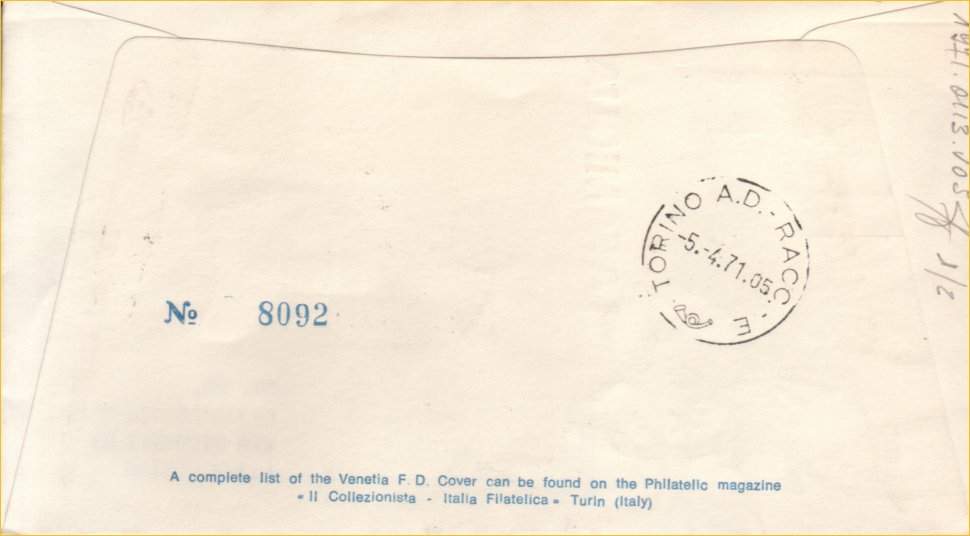 TORINO A.D. - RACC. - E
-5.-4.71.05.
№ 8092
A complete list of the Venetia F. D. Cover can be found on the Philatelic magazine
« Il Collezionista - Italia Filatelica » Turin (Italy)